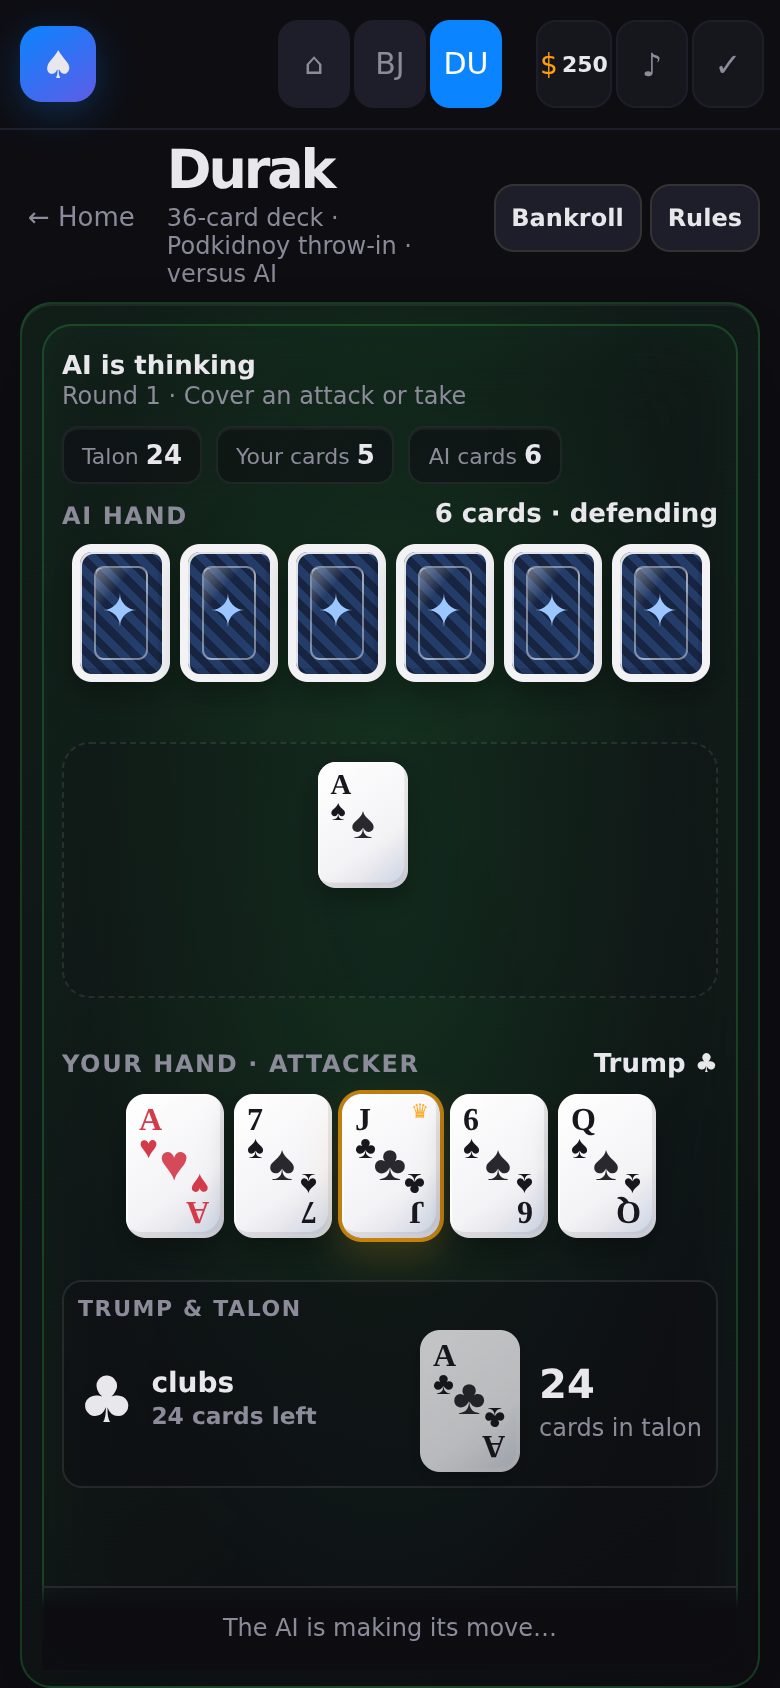 ♠ ⌂ BJ DU $ 250 ♪ ✓
← Home
Durak
36-card deck ·
Podkidnoy throw-in ·
versus AI
Bankroll
Rules
AI is thinking
Round 1 · Cover an attack or take
Talon 24
Your cards 5
AI cards 6
AI HAND
6 cards · defending
A
♠
♠
YOUR HAND · ATTACKER
Trump ♣
A ♥ ♥ ♥ A
7 ♠ ♠ ♠ 7
J ♣ ♛ ♣ ♣ J
6 ♠ ♠ ♠ 6
Q ♠ ♠ ♠ Q
TRUMP & TALON
♣
clubs
24 cards left
A ♣ ♣ ♣ A
24
cards in talon
The AI is making its move…